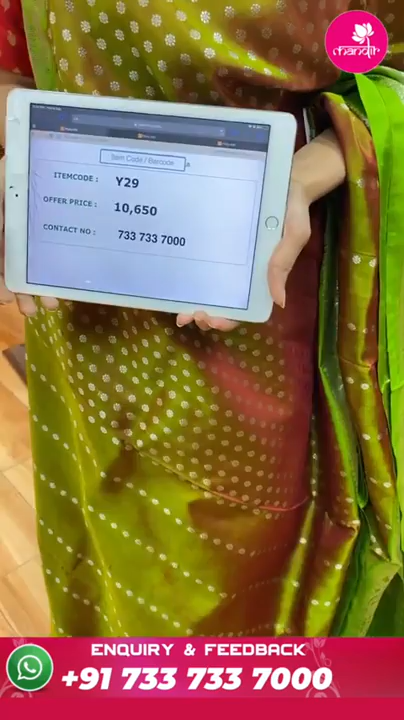 mandir
Item Code / Barcode
ITEMCODE : Y29
OFFER PRICE : 10,650
CONTACT NO : 733 733 7000
ENQUIRY & FEEDBACK
+91 733 733 7000